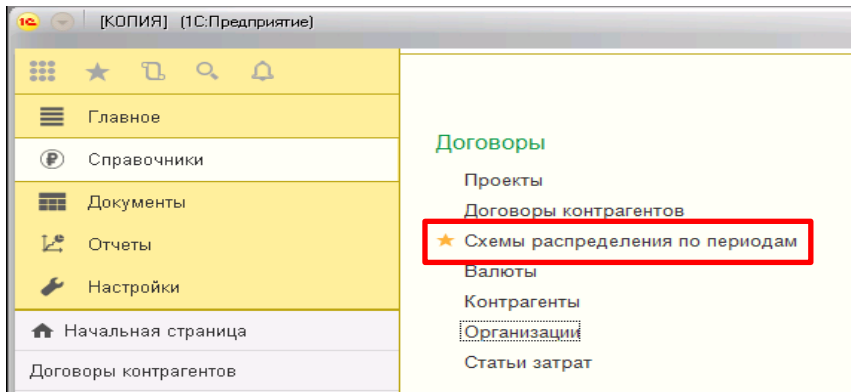 1С [КОПИЯ] (1С:Предприятие)
Главное
Справочники
Документы
Отчеты
Настройки
Начальная страница
Договоры контрагентов
Договоры
Проекты
Договоры контрагентов
Схемы распределения по периодам
Валюты
Контрагенты
Организации
Статьи затрат